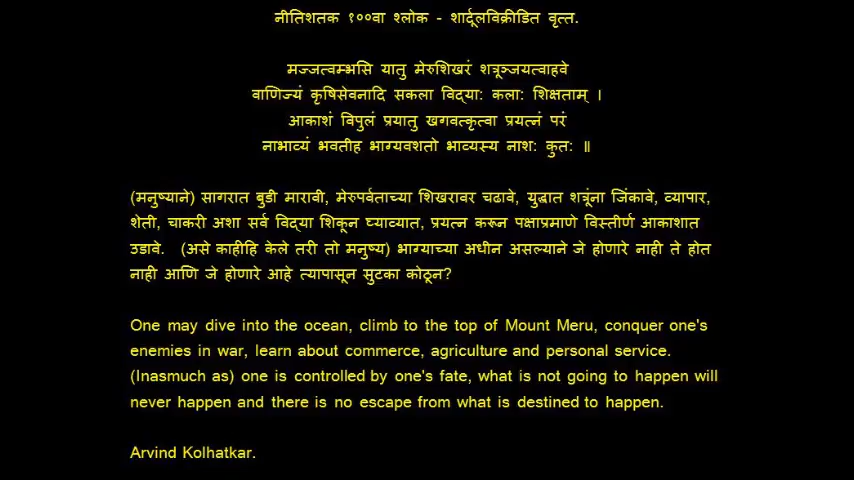 नीतिशतक १००वा श्लोक - शार्दूलविक्रीडित वृत्त.
मज्जत्वम्भसि यातु मेरुशिखरं शत्रूञ्जयत्वाहवे
वाणिज्यं कृषिसेवनादि सकला विद्या: कला: शिक्षताम् ।
आकाशं विपुलं प्रयातु खगवत्कृत्वा प्रयत्नं परं
नाभाव्यं भवतीह भाग्यवशतो भाव्यस्य नाश: कुत: ॥
(मनुष्याने) सागरात बुडी मारावी, मेरुपर्वताच्या शिखरावर चढावे, युद्धात शत्रूंना जिंकावे, व्यापार,
शेती, चाकरी अशा सर्व विद्या शिकून घ्याव्यात, प्रयत्न करून पक्षाप्रमाणे विस्तीर्ण आकाशात
उडावे. (असे काहीहि केले तरी तो मनुष्य) भाग्याच्या अधीन असल्याने जे होणारे नाही ते होत
नाही आणि जे होणारे आहे त्यापासून सुटका कोठून?
One may dive into the ocean, climb to the top of Mount Meru, conquer one's
enemies in war, learn about commerce, agriculture and personal service.
(Inasmuch as) one is controlled by one's fate, what is not going to happen will
never happen and there is no escape from what is destined to happen.
Arvind Kolhatkar.